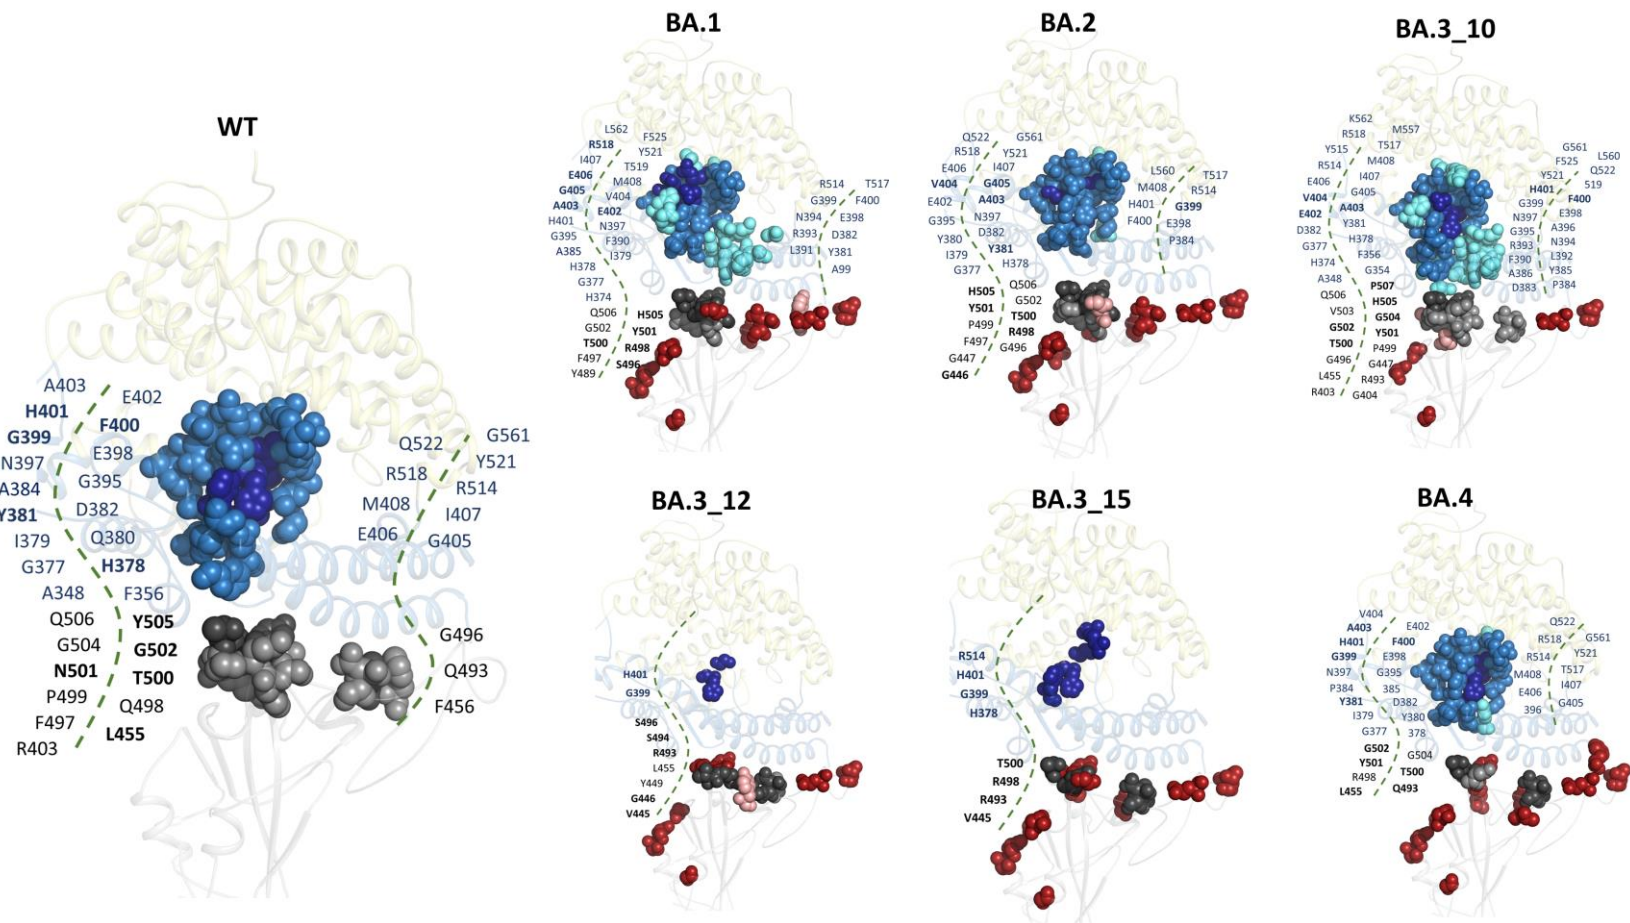 WT
A403
E402
H401
F400
G399
E398
N397
G395
A384
D382
Y381
Q380
I379
H378
G377
F356
A348
Q522
G561
Y521
R518
R514
M408
I407
E406
G405
Q506
Y505
G504
G502
N501
T500
P499
Q498
F497
L455
R403
G496
Q493
F456
BA.1
L562
F525
R518
Y521
I407
T519
E406
M408
G405
V404
A403
E402
H401
N397
G395
F390
A385
I379
H378
G377
H374
Q506
H505
G502
Y501
T500
R498
F497
S496
Y489
R514
T517
G399
F400
N394
E398
R393
D382
L391
Y381
A99
BA.2
Q522
G561
R518
Y521
E406
I407
V404
G405
E402
A403
G395
N397
Y380
D382
I379
Y381
G377
H378
H505
Q506
Y501
G502
P499
T500
F497
R498
G447
G496
G446
L560
T517
M408
R514
H401
G399
F400
E398
P384
BA.3_10
K562
M557
R518
T517
Y515
M408
R514
I407
E406
G405
V404
A403
E402
Y381
D382
H378
G377
F356
H374
G354
A348
P507
Q506
H505
V503
G504
G502
Y501
T500
P499
G496
G447
L455
R493
R403
G404
G561
L560
F525
Q522
Y521
519
H401
F400
G399
E398
N397
A396
G395
N394
R393
L392
F390
Y385
A386
P384
D383
BA.3_12
H401
G399
S496
S494
R493
L455
Y449
G446
V445
BA.3_15
R514
H401
G399
H378
T500
R498
R493
V445
BA.4
V404
E402
A403
F400
H401
E398
G399
G395
N397
385
P384
D382
Y381
Y380
I379
378
G377
G504
G502
T500
Y501
Q493
R498
L455
Q522
G561
R518
Y521
R514
T517
M408
I407
E406
G405
396